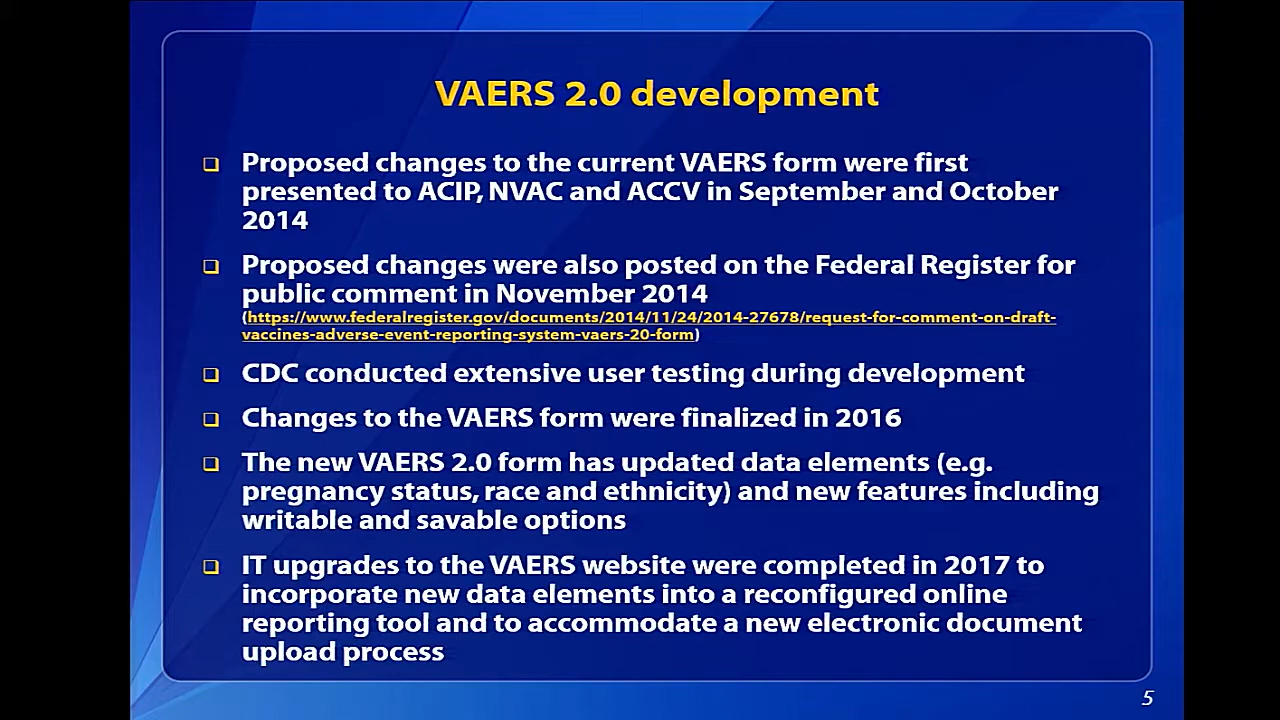 VAERS 2.0 development
❑ Proposed changes to the current VAERS form were first
presented to ACIP, NVAC and ACCV in September and October
2014
❑ Proposed changes were also posted on the Federal Register for
public comment in November 2014
(https://www.federalregister.gov/documents/2014/11/24/2014-27678/request-for-comment-on-draft-
vaccines-adverse-event-reporting-system-vaers-20-form)
❑ CDC conducted extensive user testing during development
❑ Changes to the VAERS form were finalized in 2016
❑ The new VAERS 2.0 form has updated data elements (e.g.
pregnancy status, race and ethnicity) and new features including
writable and savable options
❑ IT upgrades to the VAERS website were completed in 2017 to
incorporate new data elements into a reconfigured online
reporting tool and to accommodate a new electronic document
upload process
5